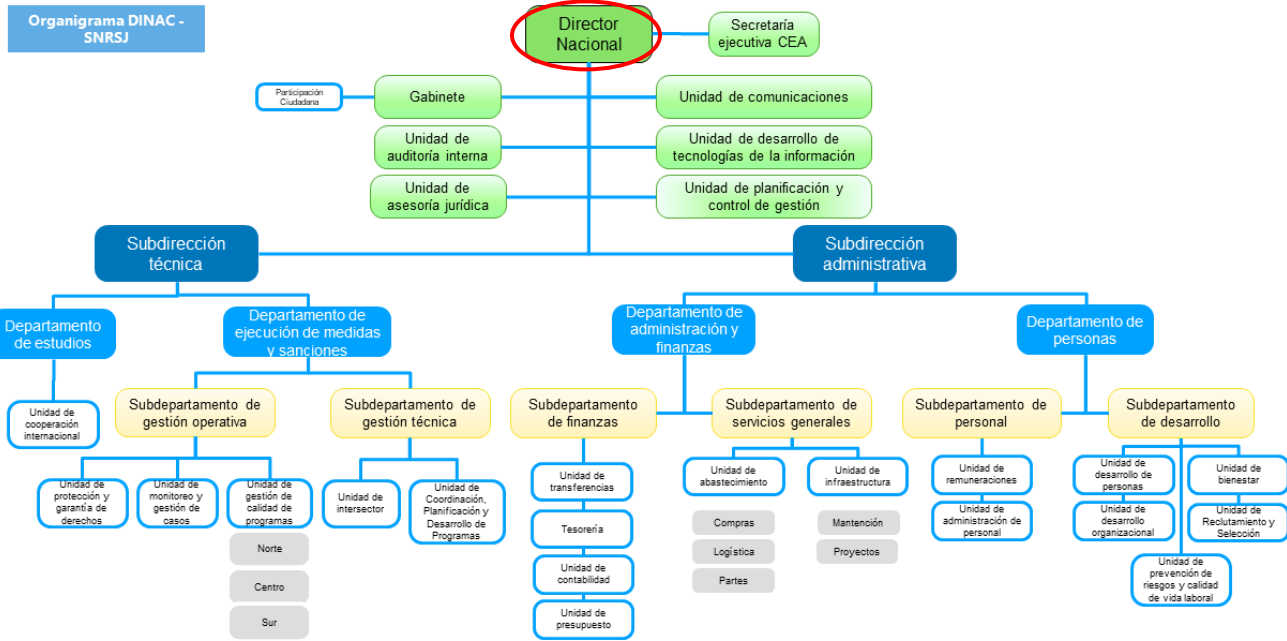 Organigrama DINAC -
SNRSJ
Director
Nacional
Secretaría
ejecutiva CEA
Participación
Ciudadana
Gabinete
Unidad de comunicaciones
Unidad de
auditoría interna
Unidad de desarrollo de
tecnologías de la información
Unidad de
asesoría jurídica
Unidad de planificación y
control de gestión
Subdirección
técnica
Subdirección
administrativa
Departamento
de estudios
Departamento de
ejecución de medidas
y sanciones
Departamento de
administración y
finanzas
Departamento de
personas
Unidad de
cooperación
internacional
Subdepartamento de
gestión operativa
Subdepartamento de
gestión técnica
Subdepartamento
de finanzas
Subdepartamento de
servicios generales
Subdepartamento de
personal
Subdepartamento
de desarrollo
Unidad de
protección y
garantía de
derechos
Unidad de
monitoreo y
gestión de
casos
Unidad de
gestión de
calidad de
programas
Norte
Centro
Sur
Unidad de
intersector
Unidad de
Coordinación,
Planificación y
Desarrollo de
Programas
Unidad de
transferencias
Tesorería
Unidad de
contabilidad
Unidad de
presupuesto
Unidad de
abastecimiento
Compras
Logística
Partes
Unidad de
infraestructura
Mantención
Proyectos
Unidad de
remuneraciones
Unidad de
administración de
personal
Unidad de
desarrollo de
personas
Unidad de
desarrollo
organizacional
Unidad de
bienestar
Unidad de
Reclutamiento y
Selección
Unidad de
prevención de
riesgos y calidad
de vida laboral